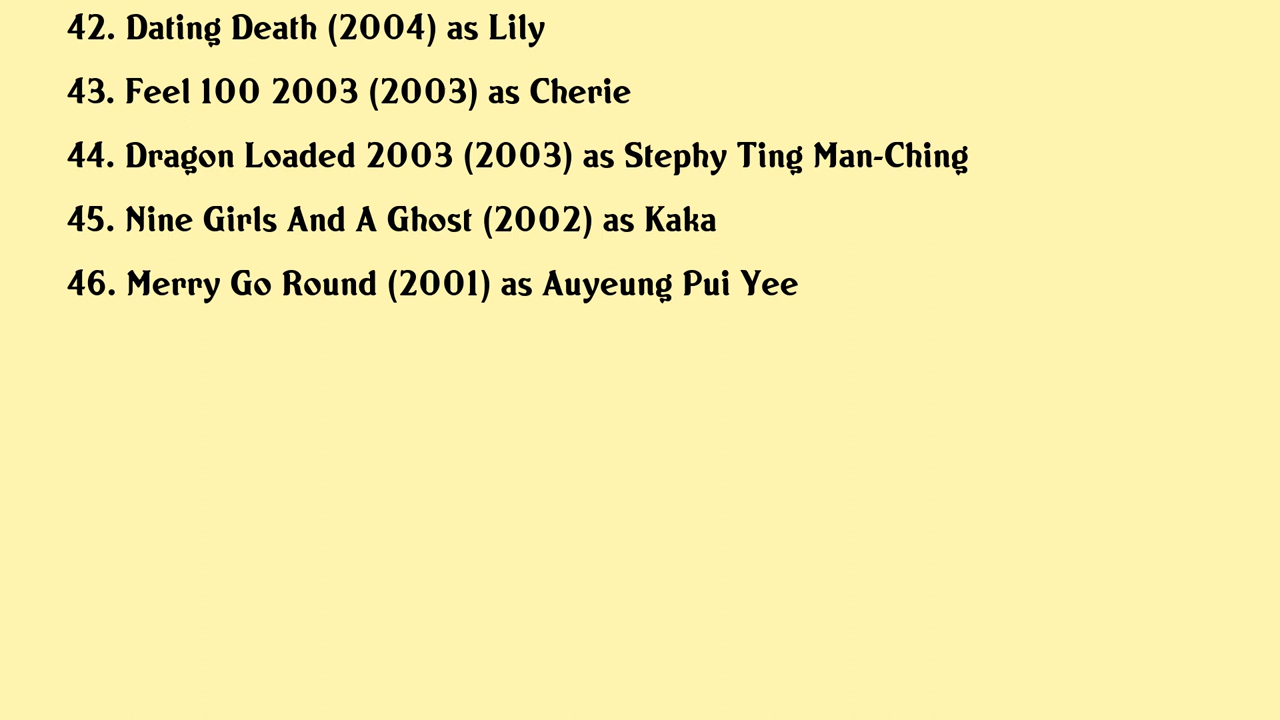 42. Dating Death (2004) as Lily
43. Feel 100 2003 (2003) as Cherie
44. Dragon Loaded 2003 (2003) as Stephy Ting Man-Ching
45. Nine Girls And A Ghost (2002) as Kaka
46. Merry Go Round (2001) as Auyeung Pui Yee